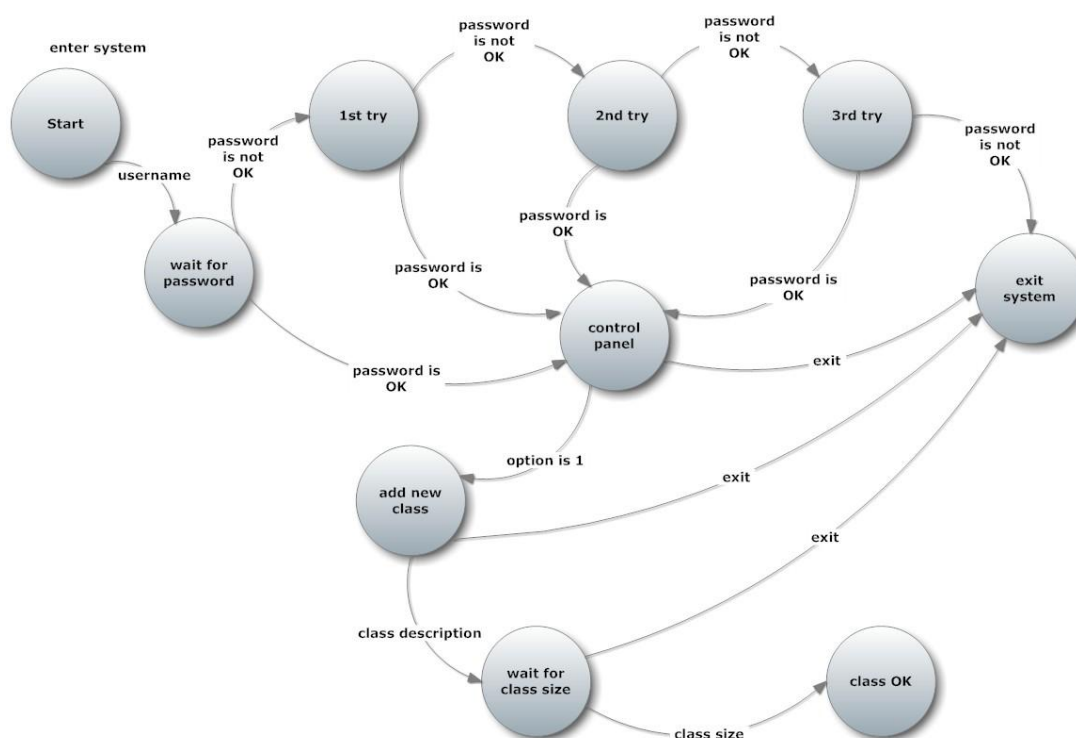 enter system
Start
username
wait for
password
password
is not
OK
1st try
password
is not
OK
2nd try
password
is not
OK
3rd try
password
is not
OK
exit
system
password is
OK
password is
OK
password is
OK
password is
OK
control
panel
exit
option is 1
add new
class
exit
exit
class description
wait for
class size
class size
class OK